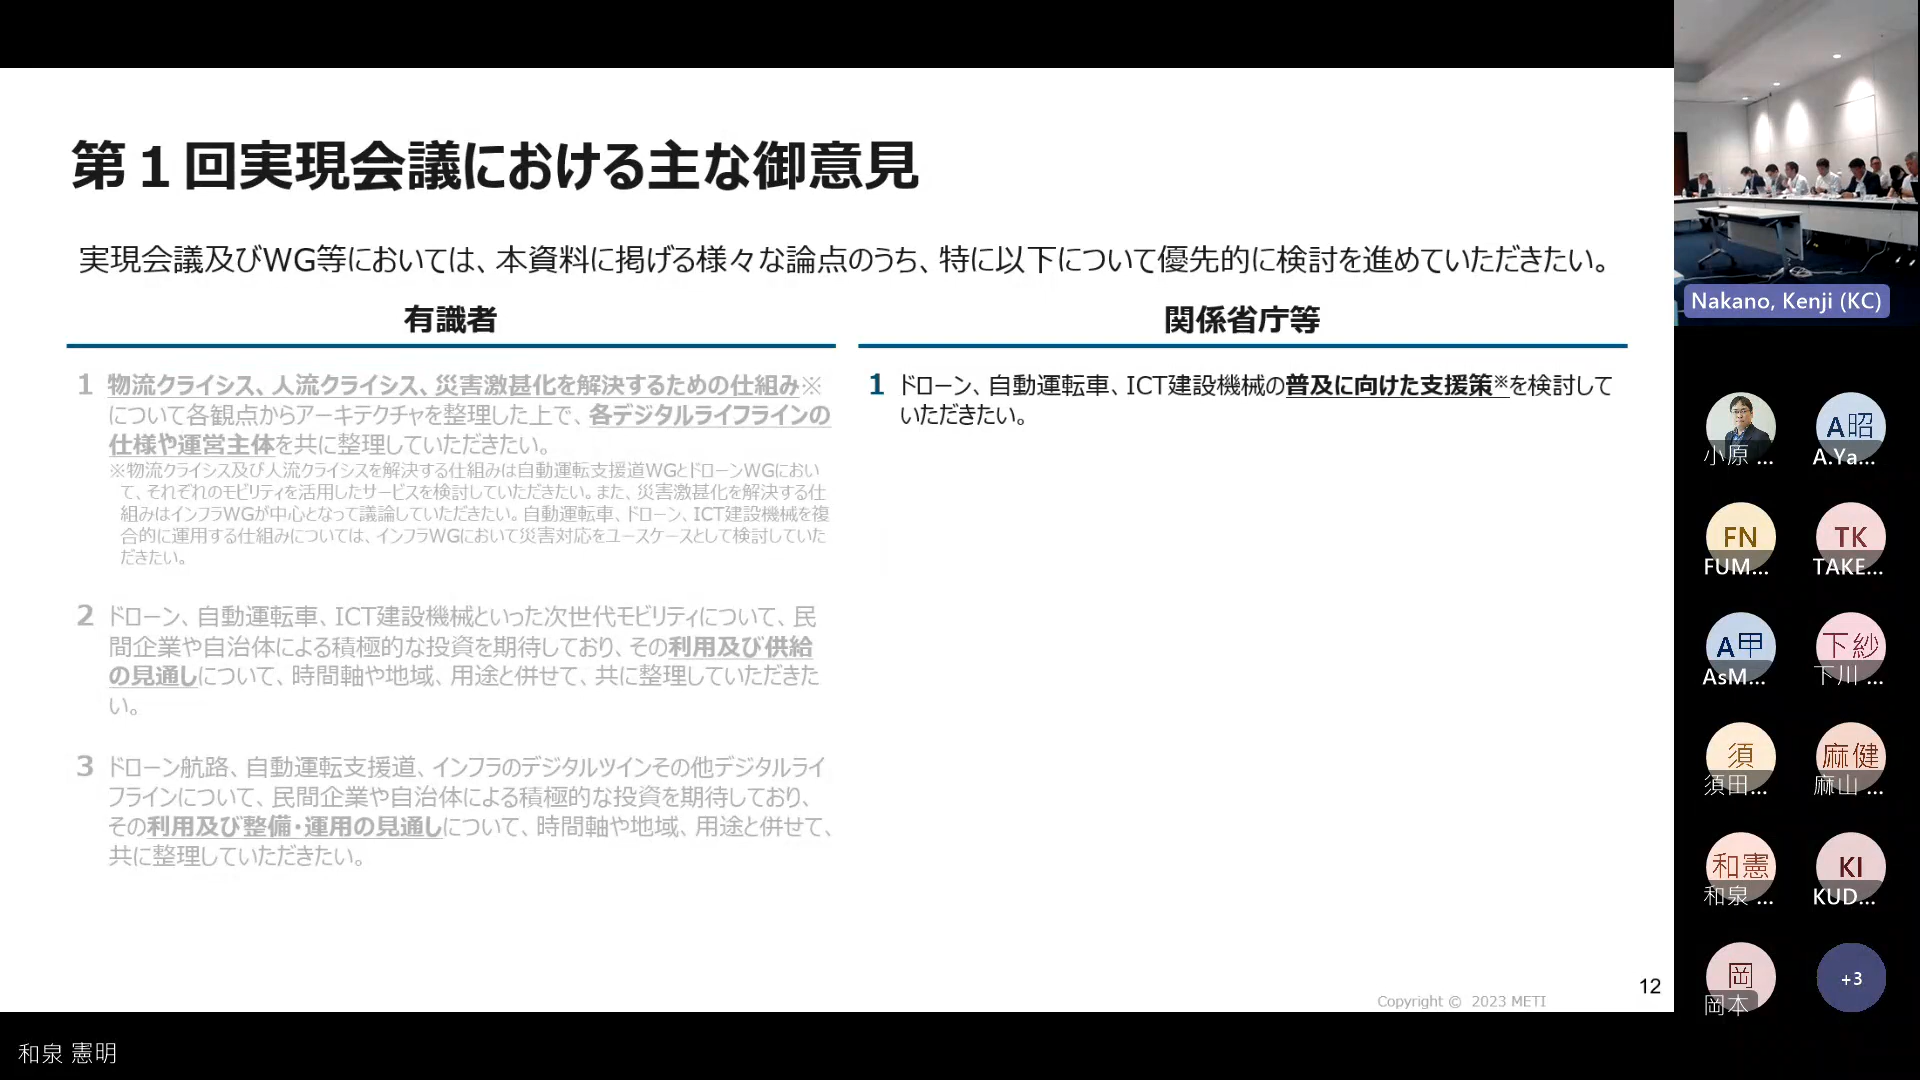 第１回実現会議における主な御意見
実現会議及びWG等においては、本資料に掲げる様々な論点のうち、特に以下について優先的に検討を進めていただきたい。
有識者
1 物流クライシス、人流クライシス、災害激甚化を解決するための仕組み※
について各観点からアーキテクチャを整理した上で、各デジタルライフラインの
仕様や運営主体を共に整理していただきたい。
※物流クライシス及び人流クライシスを解決する仕組みは自動運転支援道WGとドローンWGにおい
て、それぞれのモビリティを活用したサービスを検討していただきたい。また、災害激甚化を解決する仕
組みはインフラWGが中心となって議論していただきたい。自動運転車、ドローン、ICT建設機械を複
合的に運用する仕組みについては、インフラWGにおいて災害対応をユースケースとして検討していた
だきたい。
2 ドローン、自動運転車、ICT建設機械といった次世代モビリティについて、民
間企業や自治体による積極的な投資を期待しており、その利用及び供給
の見通しについて、時間軸や地域、用途と併せて、共に整理していただきた
い。
3 ドローン航路、自動運転支援道、インフラのデジタルツインその他デジタルライ
フラインについて、民間企業や自治体による積極的な投資を期待しており、
その利用及び整備・運用の見通しについて、時間軸や地域、用途と併せて、
共に整理していただきたい。
関係省庁等
1 ドローン、自動運転車、ICT建設機械の普及に向けた支援策※を検討して
いただきたい。
Copyright © 2023 METI
12
和泉 憲明
Nakano, Kenji (KC)
小原 ...
A昭
A.Ya...
FN
FUM...
TK
TAKE...
A甲
AsM...
下紗
下川 ...
須
須田...
麻健
麻山 ...
和憲
和泉 ...
KI
KUD...
岡
岡本
+3